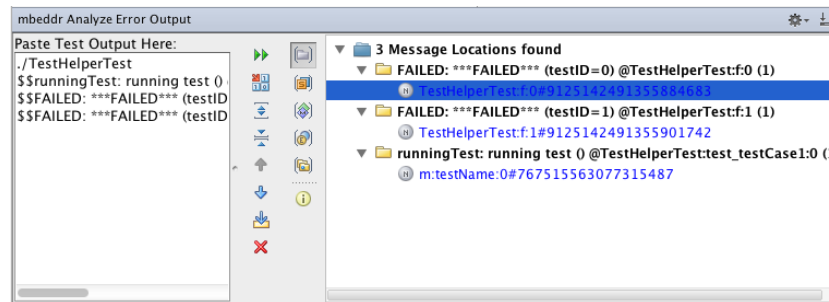 mbeddr Analyze Error Output
Paste Test Output Here:
./TestHelperTest
$$runningTest: running test ()
$$FAILED: ***FAILED*** (testID
$$FAILED: ***FAILED*** (testID
3 Message Locations found
FAILED: ***FAILED*** (testID=0) @TestHelperTest:f:0 (1)
TestHelperTest:f:0#9125142491355884683
FAILED: ***FAILED*** (testID=1) @TestHelperTest:f:1 (1)
TestHelperTest:f:1#9125142491355901742
runningTest: running test () @TestHelperTest:test_testCase1:0 (
m:testName:0#767515563077315487